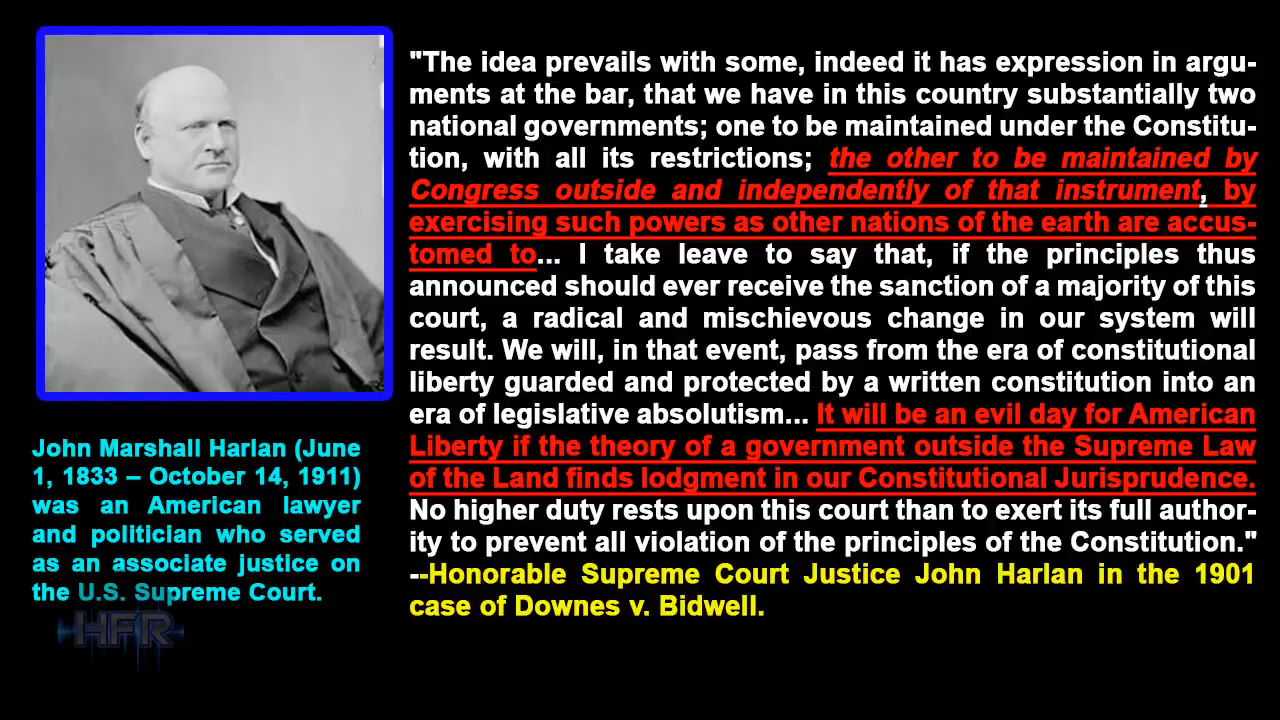 "The idea prevails with some, indeed it has expression in argu-
ments at the bar, that we have in this country substantially two
national governments; one to be maintained under the Constitu-
tion, with all its restrictions; the other to be maintained by
Congress outside and independently of that instrument, by
exercising such powers as other nations of the earth are accus-
tomed to... I take leave to say that, if the principles thus
announced should ever receive the sanction of a majority of this
court, a radical and mischievous change in our system will
result. We will, in that event, pass from the era of constitutional
liberty guarded and protected by a written constitution into an
era of legislative absolutism... It will be an evil day for American
Liberty if the theory of a government outside the Supreme Law
of the Land finds lodgment in our Constitutional Jurisprudence.
No higher duty rests upon this court than to exert its full author-
ity to prevent all violation of the principles of the Constitution."
--Honorable Supreme Court Justice John Harlan in the 1901
case of Downes v. Bidwell.
John Marshall Harlan (June
1, 1833 – October 14, 1911)
was an American lawyer
and politician who served
as an associate justice on
the U.S. Supreme Court.
HFR